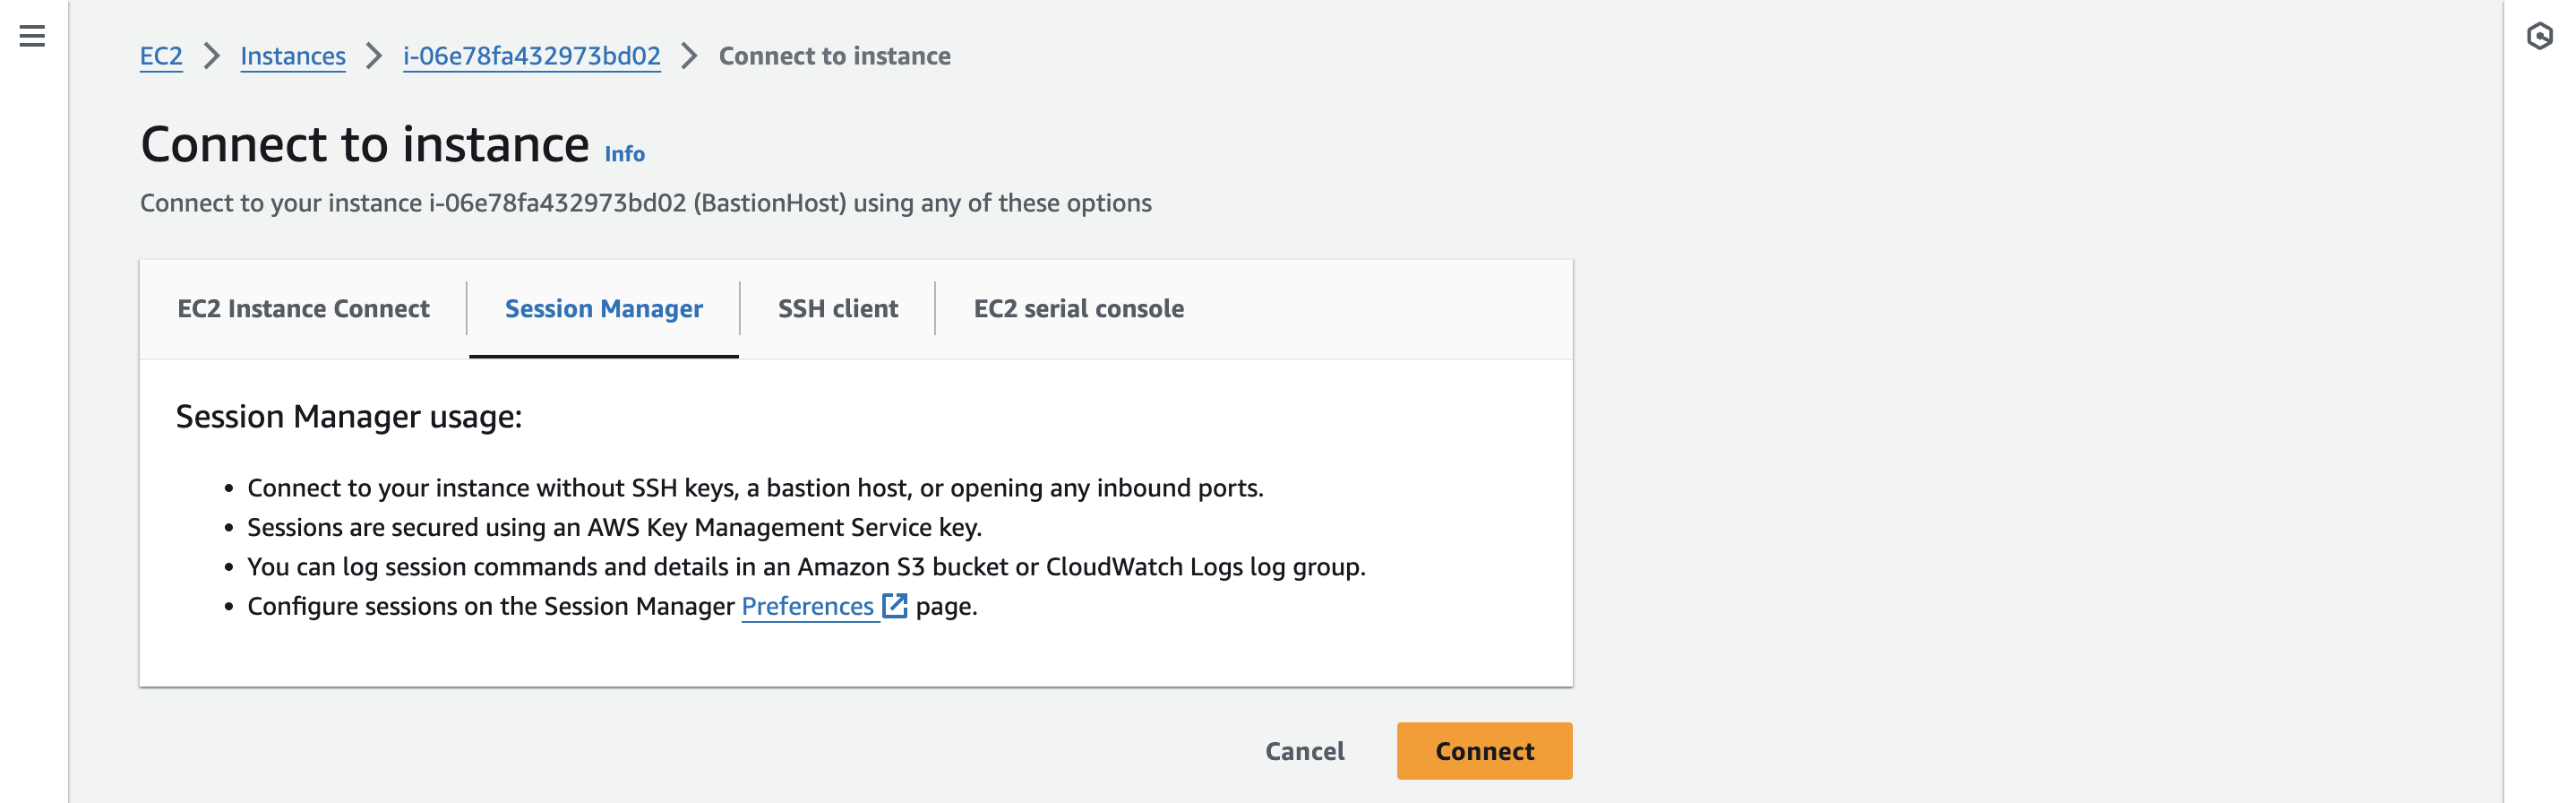 EC2 > Instances > i-06e78fa432973bd02 > Connect to instance
Connect to instance Info
Connect to your instance i-06e78fa432973bd02 (BastionHost) using any of these options
EC2 Instance Connect Session Manager SSH client EC2 serial console
Session Manager usage:
• Connect to your instance without SSH keys, a bastion host, or opening any inbound ports.
• Sessions are secured using an AWS Key Management Service key.
• You can log session commands and details in an Amazon S3 bucket or CloudWatch Logs log group.
• Configure sessions on the Session Manager Preferences page.
Cancel Connect